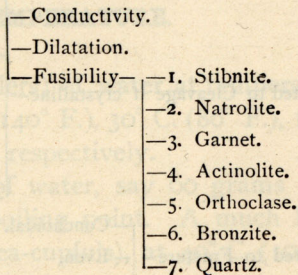 Conductivity.
Dilatation.
Fusibility
1. Stibnite.
2. Natrolite.
3. Garnet.
4. Actinolite.
5. Orthoclase.
6. Bronzite.
7. Quartz.